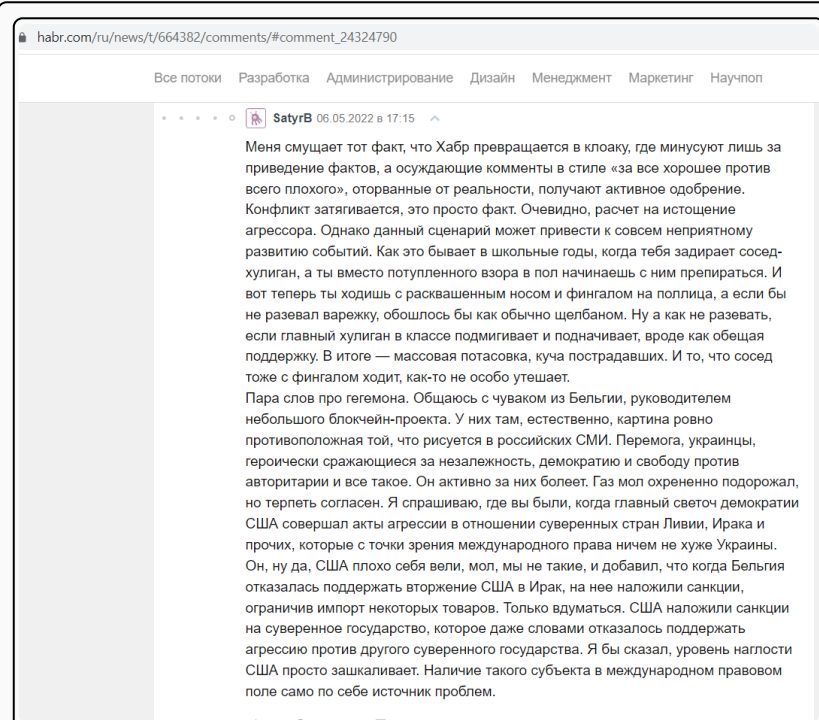 habr.com/ru/news/t/664382/comments/#comment_24324790
Все потоки Разработка Администрирование Дизайн Менеджмент Маркетинг Научпоп
SatyrB 06.05.2022 в 17:15
Меня смущает тот факт, что Хабр превращается в клоаку, где минусуют лишь за
приведение фактов, а осуждающие комменты в стиле «за все хорошее против
всего плохого», оторванные от реальности, получают активное одобрение.
Конфликт затягивается, это просто факт. Очевидно, расчет на истощение
агрессора. Однако данный сценарий может привести к совсем неприятному
развитию событий. Как это бывает в школьные годы, когда тебя задирает сосед-
хулиган, а ты вместо потупленного взора в пол начинаешь с ним препираться. И
вот теперь ты ходишь с расквашенным носом и фингалом на поллица, а если бы
не разевал варежку, обошлось бы как обычно щелбаном. Ну а как не разевать,
если главный хулиган в классе подмигивает и подначивает, вроде как обещая
поддержку. В итоге — массовая потасовка, куча пострадавших. И то, что сосед
тоже с фингалом ходит, как-то не особо утешает.
Пара слов про гегемона. Общаюсь с чуваком из Бельгии, руководителем
небольшого блокчейн-проекта. У них там, естественно, картина ровно
противоположная той, что рисуется в российских СМИ. Перемога, украинцы,
героически сражающиеся за незалежность, демократию и свободу против
авторитарии и все такое. Он активно за них болеет. Газ мол охрененно подорожал,
но терпеть согласен. Я спрашиваю, где вы были, когда главный светоч демократии
США совершал акты агрессии в отношении суверенных стран Ливии, Ирака и
прочих, которые с точки зрения международного права ничем не хуже Украины.
Он, ну да, США плохо себя вели, мол, мы не такие, и добавил, что когда Бельгия
отказалась поддержать вторжение США в Ирак, на нее наложили санкции,
ограничив импорт некоторых товаров. Только вдуматься. США наложили санкции
на суверенное государство, которое даже словами отказалось поддержать
агрессию против другого суверенного государства. Я бы сказал, уровень наглости
США просто зашкаливает. Наличие такого субъекта в международном правовом
поле само по себе источник проблем.